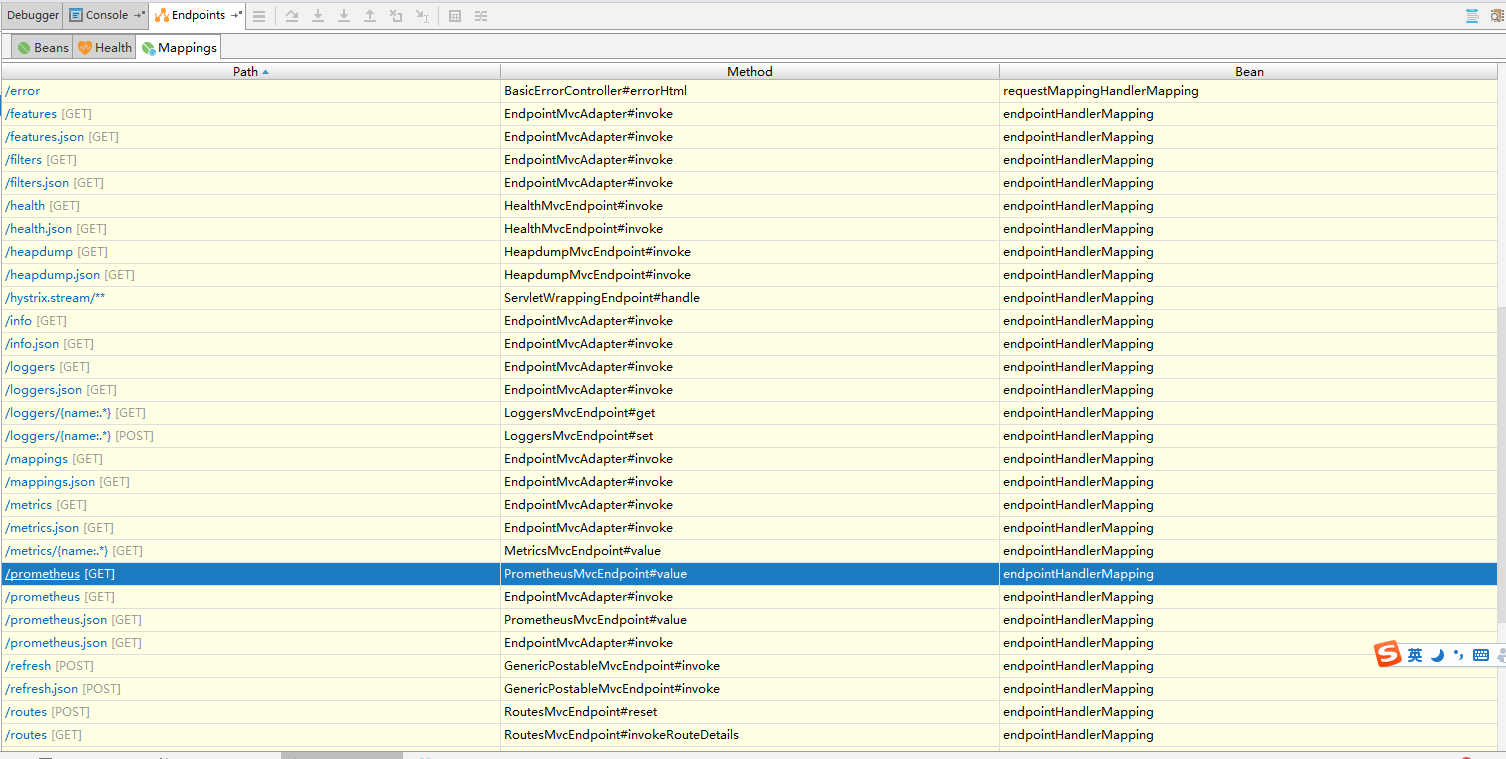 Debugger Console Endpoints
Beans Health Mappings
Path Method Bean
/error BasicErrorController#errorHtml requestMappingHandlerMapping
/features [GET] EndpointMvcAdapter#invoke endpointHandlerMapping
/features.json [GET] EndpointMvcAdapter#invoke endpointHandlerMapping
/filters [GET] EndpointMvcAdapter#invoke endpointHandlerMapping
/filters.json [GET] EndpointMvcAdapter#invoke endpointHandlerMapping
/health [GET] HealthMvcEndpoint#invoke endpointHandlerMapping
/health.json [GET] HealthMvcEndpoint#invoke endpointHandlerMapping
/heapdump [GET] HeapdumpMvcEndpoint#invoke endpointHandlerMapping
/heapdump.json [GET] HeapdumpMvcEndpoint#invoke endpointHandlerMapping
/hystrix.stream/** ServletWrappingEndpoint#handle endpointHandlerMapping
/info [GET] EndpointMvcAdapter#invoke endpointHandlerMapping
/info.json [GET] EndpointMvcAdapter#invoke endpointHandlerMapping
/loggers [GET] EndpointMvcAdapter#invoke endpointHandlerMapping
/loggers.json [GET] EndpointMvcAdapter#invoke endpointHandlerMapping
/loggers/{name:.*} [GET] LoggersMvcEndpoint#get endpointHandlerMapping
/loggers/{name:.*} [POST] LoggersMvcEndpoint#set endpointHandlerMapping
/mappings [GET] EndpointMvcAdapter#invoke endpointHandlerMapping
/mappings.json [GET] EndpointMvcAdapter#invoke endpointHandlerMapping
/metrics [GET] EndpointMvcAdapter#invoke endpointHandlerMapping
/metrics.json [GET] EndpointMvcAdapter#invoke endpointHandlerMapping
/metrics/{name:.*} [GET] MetricsMvcEndpoint#value endpointHandlerMapping
/prometheus [GET] PrometheusMvcEndpoint#value endpointHandlerMapping
/prometheus [GET] EndpointMvcAdapter#invoke endpointHandlerMapping
/prometheus.json [GET] PrometheusMvcEndpoint#value endpointHandlerMapping
/prometheus.json [GET] EndpointMvcAdapter#invoke endpointHandlerMapping
/refresh [POST] GenericPostableMvcEndpoint#invoke endpointHandlerMapping
S 英
/refresh.json [POST] GenericPostableMvcEndpoint#invoke endpointHandlerMapping
/routes [POST] RoutesMvcEndpoint#reset endpointHandlerMapping
/routes [GET] RoutesMvcEndpoint#invokeRouteDetails endpointHandlerMapping